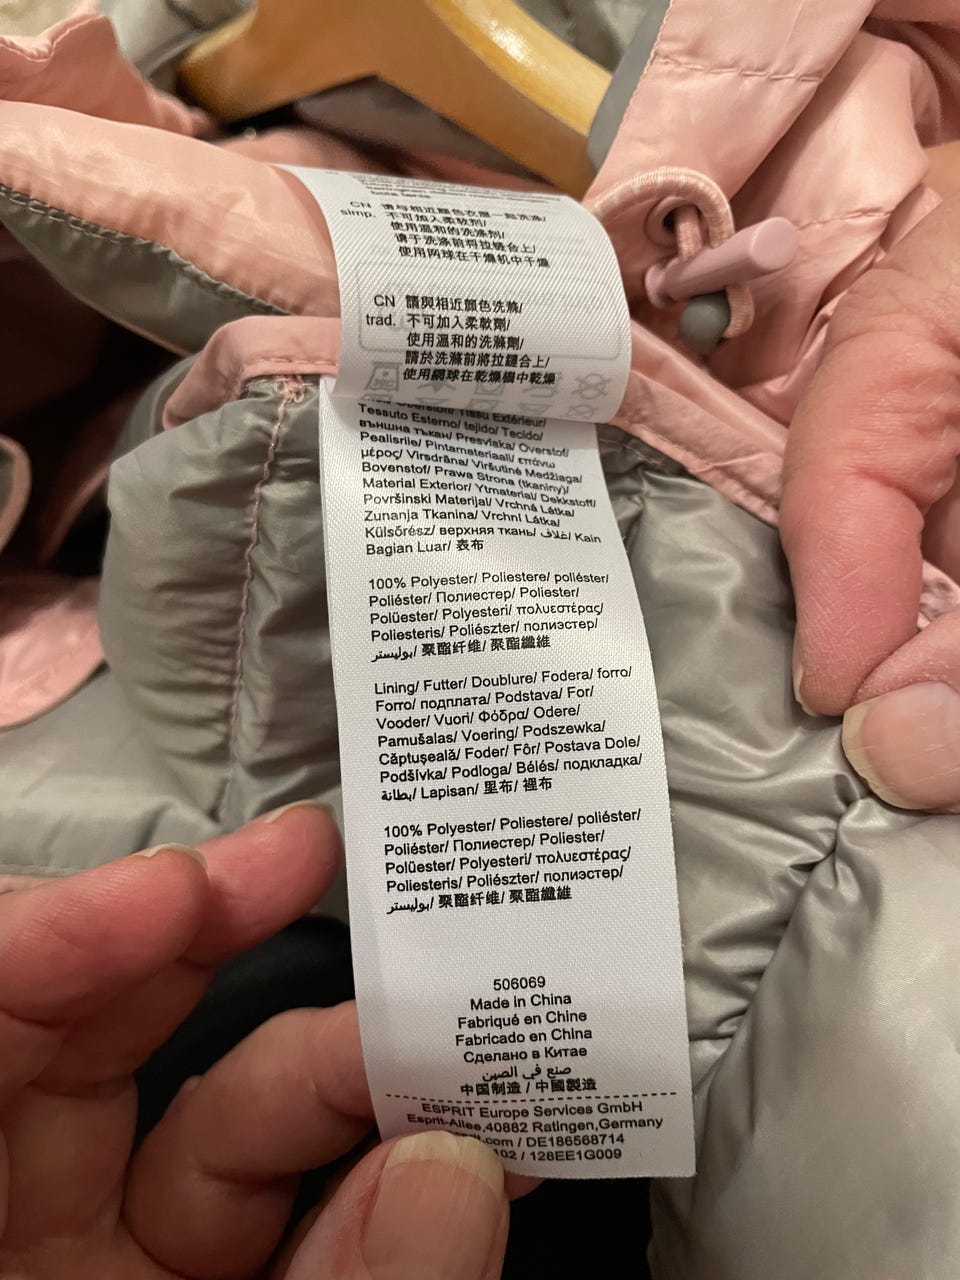 CN 请与相近颜色衣服一起洗涤/
simp. 不可加入柔软剂/
使用温和的洗涤剂/
请于洗涤前将拉链合上/
使用网球在干燥机中干燥
CN 請與相近顏色洗滌/
trad. 不可加入柔軟劑/
使用溫和的洗滌劑/
請於洗滌前將拉鏈合上/
使用網球在乾燥機中乾燥
Oberstoff/ Tissu Extérieur/
Tessuto Esterno/ tejido/ Tecido/
външна тъкан/ Presvlaka/ Overstof/
Pealisriie/ Pintamateriaali/ επάνω
μέρος/ Virsdrāna/ Viršutinė Medžiaga/
Bovenstof/ Prawa Strona (tkaniny)/
Material Exterior/ Ytmaterial/ Dekkstoff/
Površinski Materijal/ Vrchná Látka/
Zunanja Tkanina/ Vrchní Látka/
Külsőrész/ верхняя ткань/ غلاف/ Kain
Bagian Luar/ 表布
100% Polyester/ Poliestere/ poliéster/
Poliéster/ Полиестер/ Poliester/
Polüester/ Polyesteri/ πολυεστέρας/
Poliesteris/ Poliészter/ полиэстер/
بوليستر/ 聚酯纤维/ 聚酯纖維
Lining/ Futter/ Doublure/ Fodera/ forro/
Forro/ подплата/ Podstava/ For/
Vooder/ Vuori/ Φόδρα/ Odere/
Pamušalas/ Voering/ Podszewka/
Căptușeală/ Foder/ Fôr/ Postava Dole/
Podšívka/ Podloga/ Bélés/ подкладка/
بطانة/ Lapisan/ 里布/ 裡布
100% Polyester/ Poliestere/ poliéster/
Poliéster/ Полиестер/ Poliester/
Polüester/ Polyesteri/ πολυεστέρας/
Poliesteris/ Poliészter/ полиэстер/
بوليستر/ 聚酯纤维/ 聚酯纖維
506069
Made in China
Fabriqué en Chine
Fabricado en China
Сделано в Китае
صنع في الصين
中国制造 / 中國製造
ESPRIT Europe Services GmbH
Esprit-Allee,40882 Ratingen,Germany
.com / DE186568714
102 / 128EE1G009